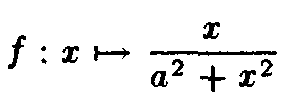 f : x ↦ x / (a² + x²)